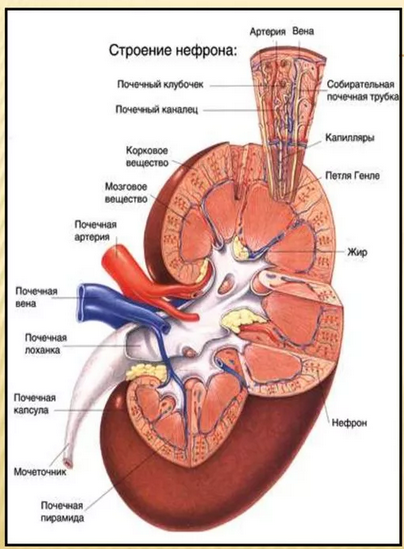 Артерия Вена
Строение нефрона:
Почечный клубочек
Собирательная
почечная трубка
Почечный каналец
Капилляры
Корковое
вещество
Петля Генле
Мозговое
вещество
Почечная
артерия
Жир
Почечная
вена
Почечная
лоханка
Почечная
капсула
Нефрон
Мочеточник
Почечная
пирамида